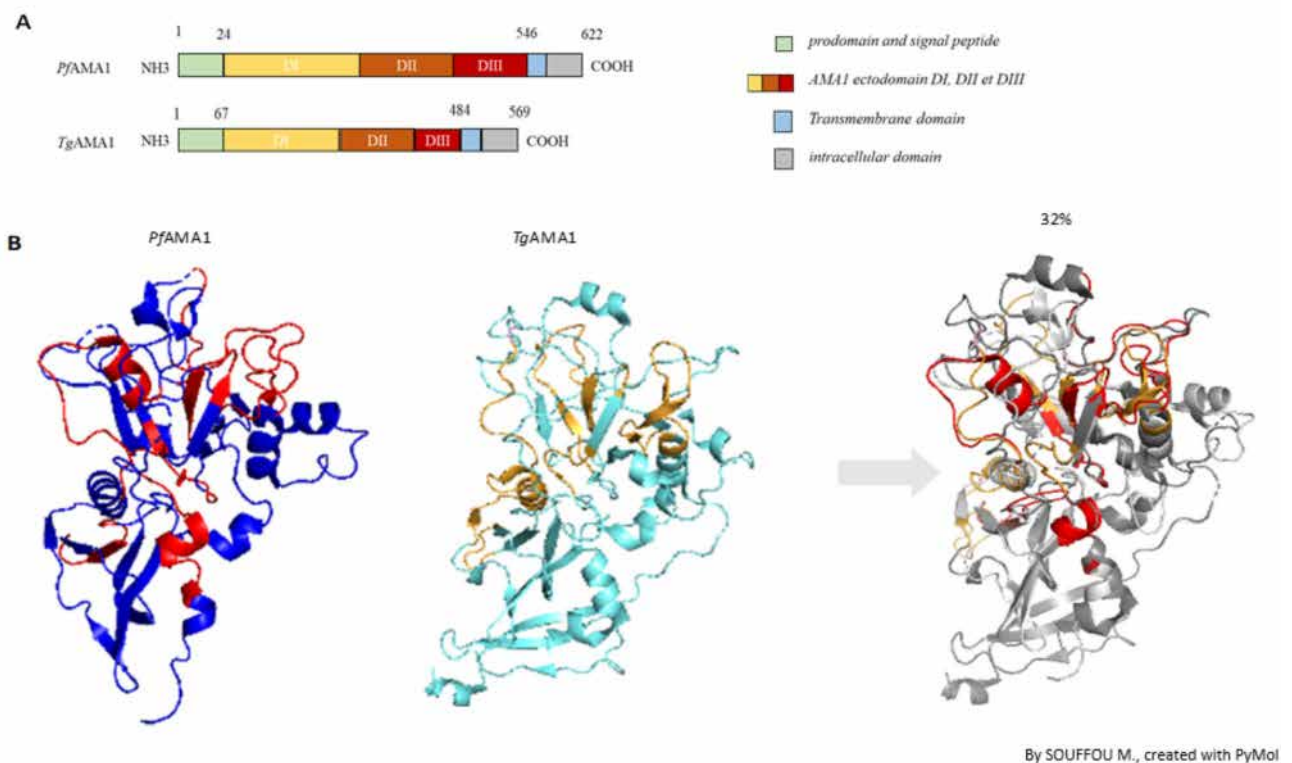 A
1 24 546 622
PfAMA1 NH3 DI DII DIII COOH
1 67 484 569
TgAMA1 NH3 DI DII DIII COOH
prodomain and signal peptide
AMA1 ectodomain DI, DII et DIII
Transmembrane domain
intracellular domain
B
PfAMA1
TgAMA1
32%
By SOUFFOU M., created with PyMol